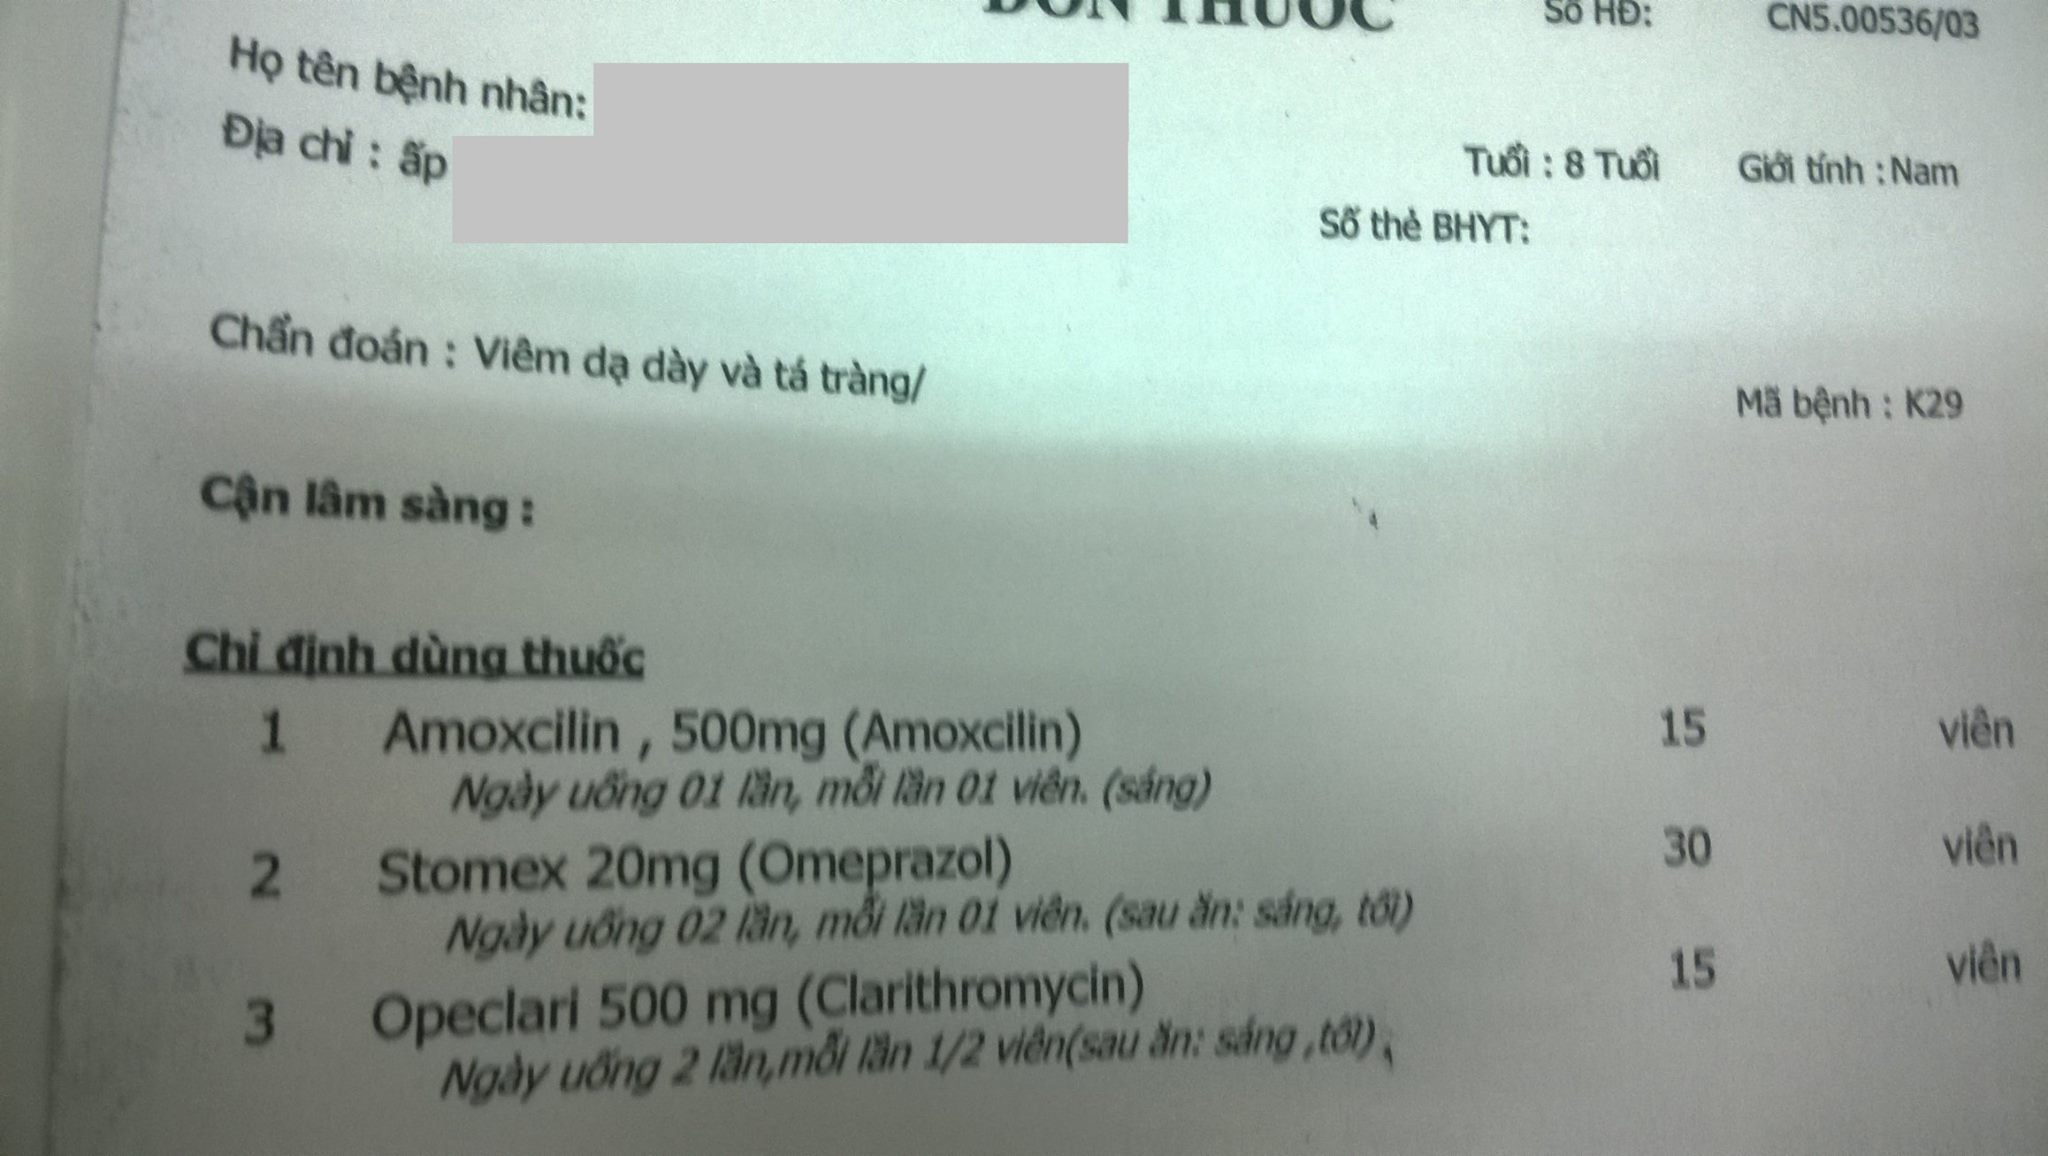 ĐƠN THUỐC
Số HĐ: CN5.00536/03
Họ tên bệnh nhân:
Địa chỉ : ấp
Tuổi : 8 Tuổi Giới tính : Nam
Số thẻ BHYT:
Chẩn đoán : Viêm dạ dày và tá tràng/
Mã bệnh : K29
Cận lâm sàng :
Chỉ định dùng thuốc
1 Amoxcilin , 500mg (Amoxcilin) 15 viên
Ngày uống 01 lần, mỗi lần 01 viên. (sáng)
2 Stomex 20mg (Omeprazol) 30 viên
Ngày uống 02 lần, mỗi lần 01 viên. (sau ăn: sáng, tối)
3 Opeclari 500 mg (Clarithromycin) 15 viên
Ngày uống 2 lần,mỗi lần 1/2 viên(sau ăn: sáng ,tối)